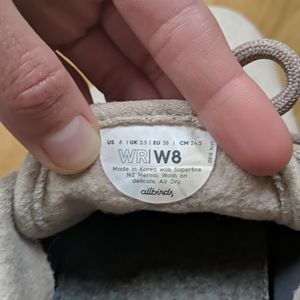 US 8 | UK 5.5 | EU 38 | CM 24.5
WR|W8
Made in Korea with Superfine
NZ Merino. Wash on
delicate. Air Dry.
allbirds